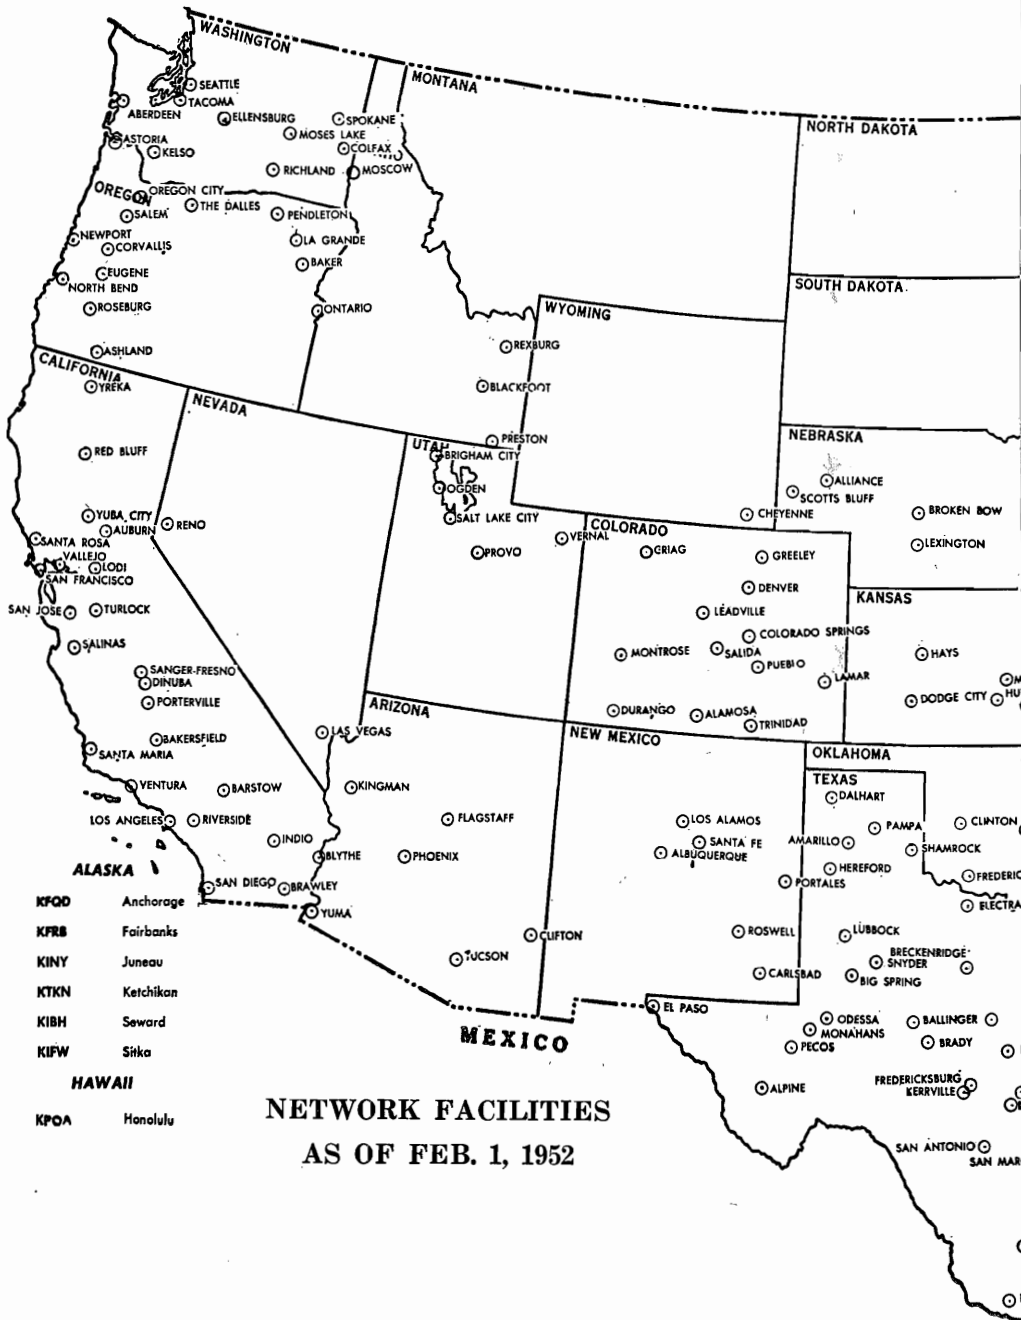 WASHINGTON
MONTANA
NORTH DAKOTA
SEATTLE
TACOMA
ABERDEEN
ELLENSBURG
SPOKANE
MOSES LAKE
ASTORIA
KELSO
COLFAX
RICHLAND
MOSCOW
OREGON
OREGON CITY
THE DALLES
SALEM
PENDLETON
NEWPORT
CORVALLIS
LA GRANDE
BAKER
EUGENE
NORTH BEND
ROSEBURG
ONTARIO
SOUTH DAKOTA
WYOMING
ASHLAND
REXBURG
CALIFORNIA
YREKA
BLACKFOOT
NEVADA
PRESTON
UTAH
BRIGHAM CITY
NEBRASKA
RED BLUFF
OGDEN
ALLIANCE
SCOTTS BLUFF
YUBA CITY
AUBURN
RENO
SALT LAKE CITY
CHEYENNE
BROKEN BOW
COLORADO
SANTA ROSA
VALLEJO
LODI
SAN FRANCISCO
PROVO
VERNAL
CRIAG
GREELEY
LEXINGTON
DENVER
KANSAS
SAN JOSE
TURLOCK
LEADVILLE
COLORADO SPRINGS
SALINAS
MONTROSE
SALIDA
PUEBLO
HAYS
SANGER-FRESNO
DINUBA
LAMAR
M
PORTERVILLE
DODGE CITY
HU
ARIZONA
DURANGO
ALAMOSA
TRINIDAD
LAS VEGAS
NEW MEXICO
BAKERSFIELD
SANTA MARIA
OKLAHOMA
TEXAS
VENTURA
BARSTOW
KINGMAN
DALHART
LOS ANGELES
RIVERSIDE
FLAGSTAFF
LOS ALAMOS
PAMPA
CLINTON
INDIO
SANTA FE
AMARILLO
SHAMROCK
BLYTHE
PHOENIX
ALBUQUERQUE
HEREFORD
FREDERIC
SAN DIEGO
BRAWLEY
PORTALES
YUMA
ELECTRA
CLIFTON
ROSWELL
LUBBOCK
TUCSON
BRECKENRIDGE
SNYDER
CARLSBAD
BIG SPRING
EL PASO
ODESSA
BALLINGER
MONAHANS
PECOS
BRADY
ALPINE
FREDERICKSBURG
KERRVILLE
SAN ANTONIO
SAN MAR
MEXICO
ALASKA
KFQD Anchorage
KFRB Fairbanks
KINY Juneau
KTKN Ketchikan
KIBH Seward
KIFW Sitka
HAWAII
KPOA Honolulu
NETWORK FACILITIES
AS OF FEB. 1, 1952